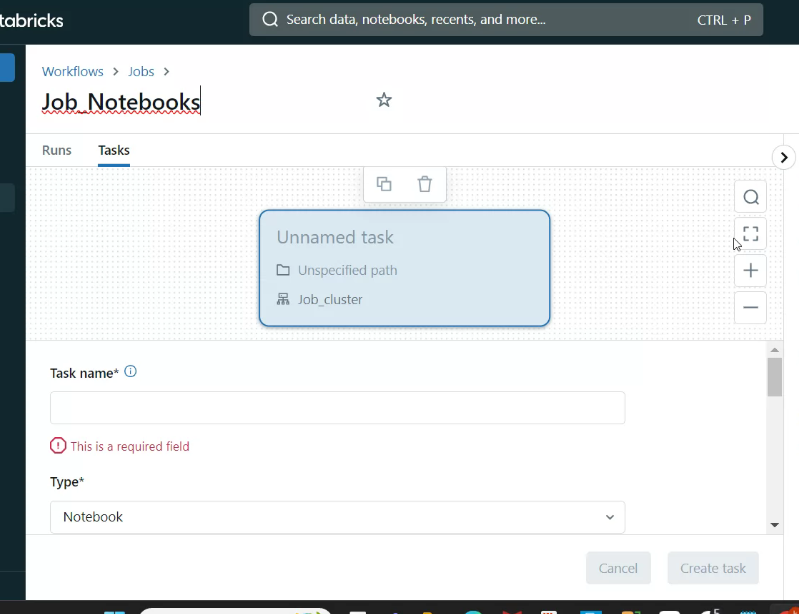 tabricks
Search data, notebooks, recents, and more...
CTRL + P
Workflows > Jobs >
Job_Notebooks
Runs
Tasks
Unnamed task
Unspecified path
Job_cluster
Task name*
This is a required field
Type*
Notebook
Cancel
Create task